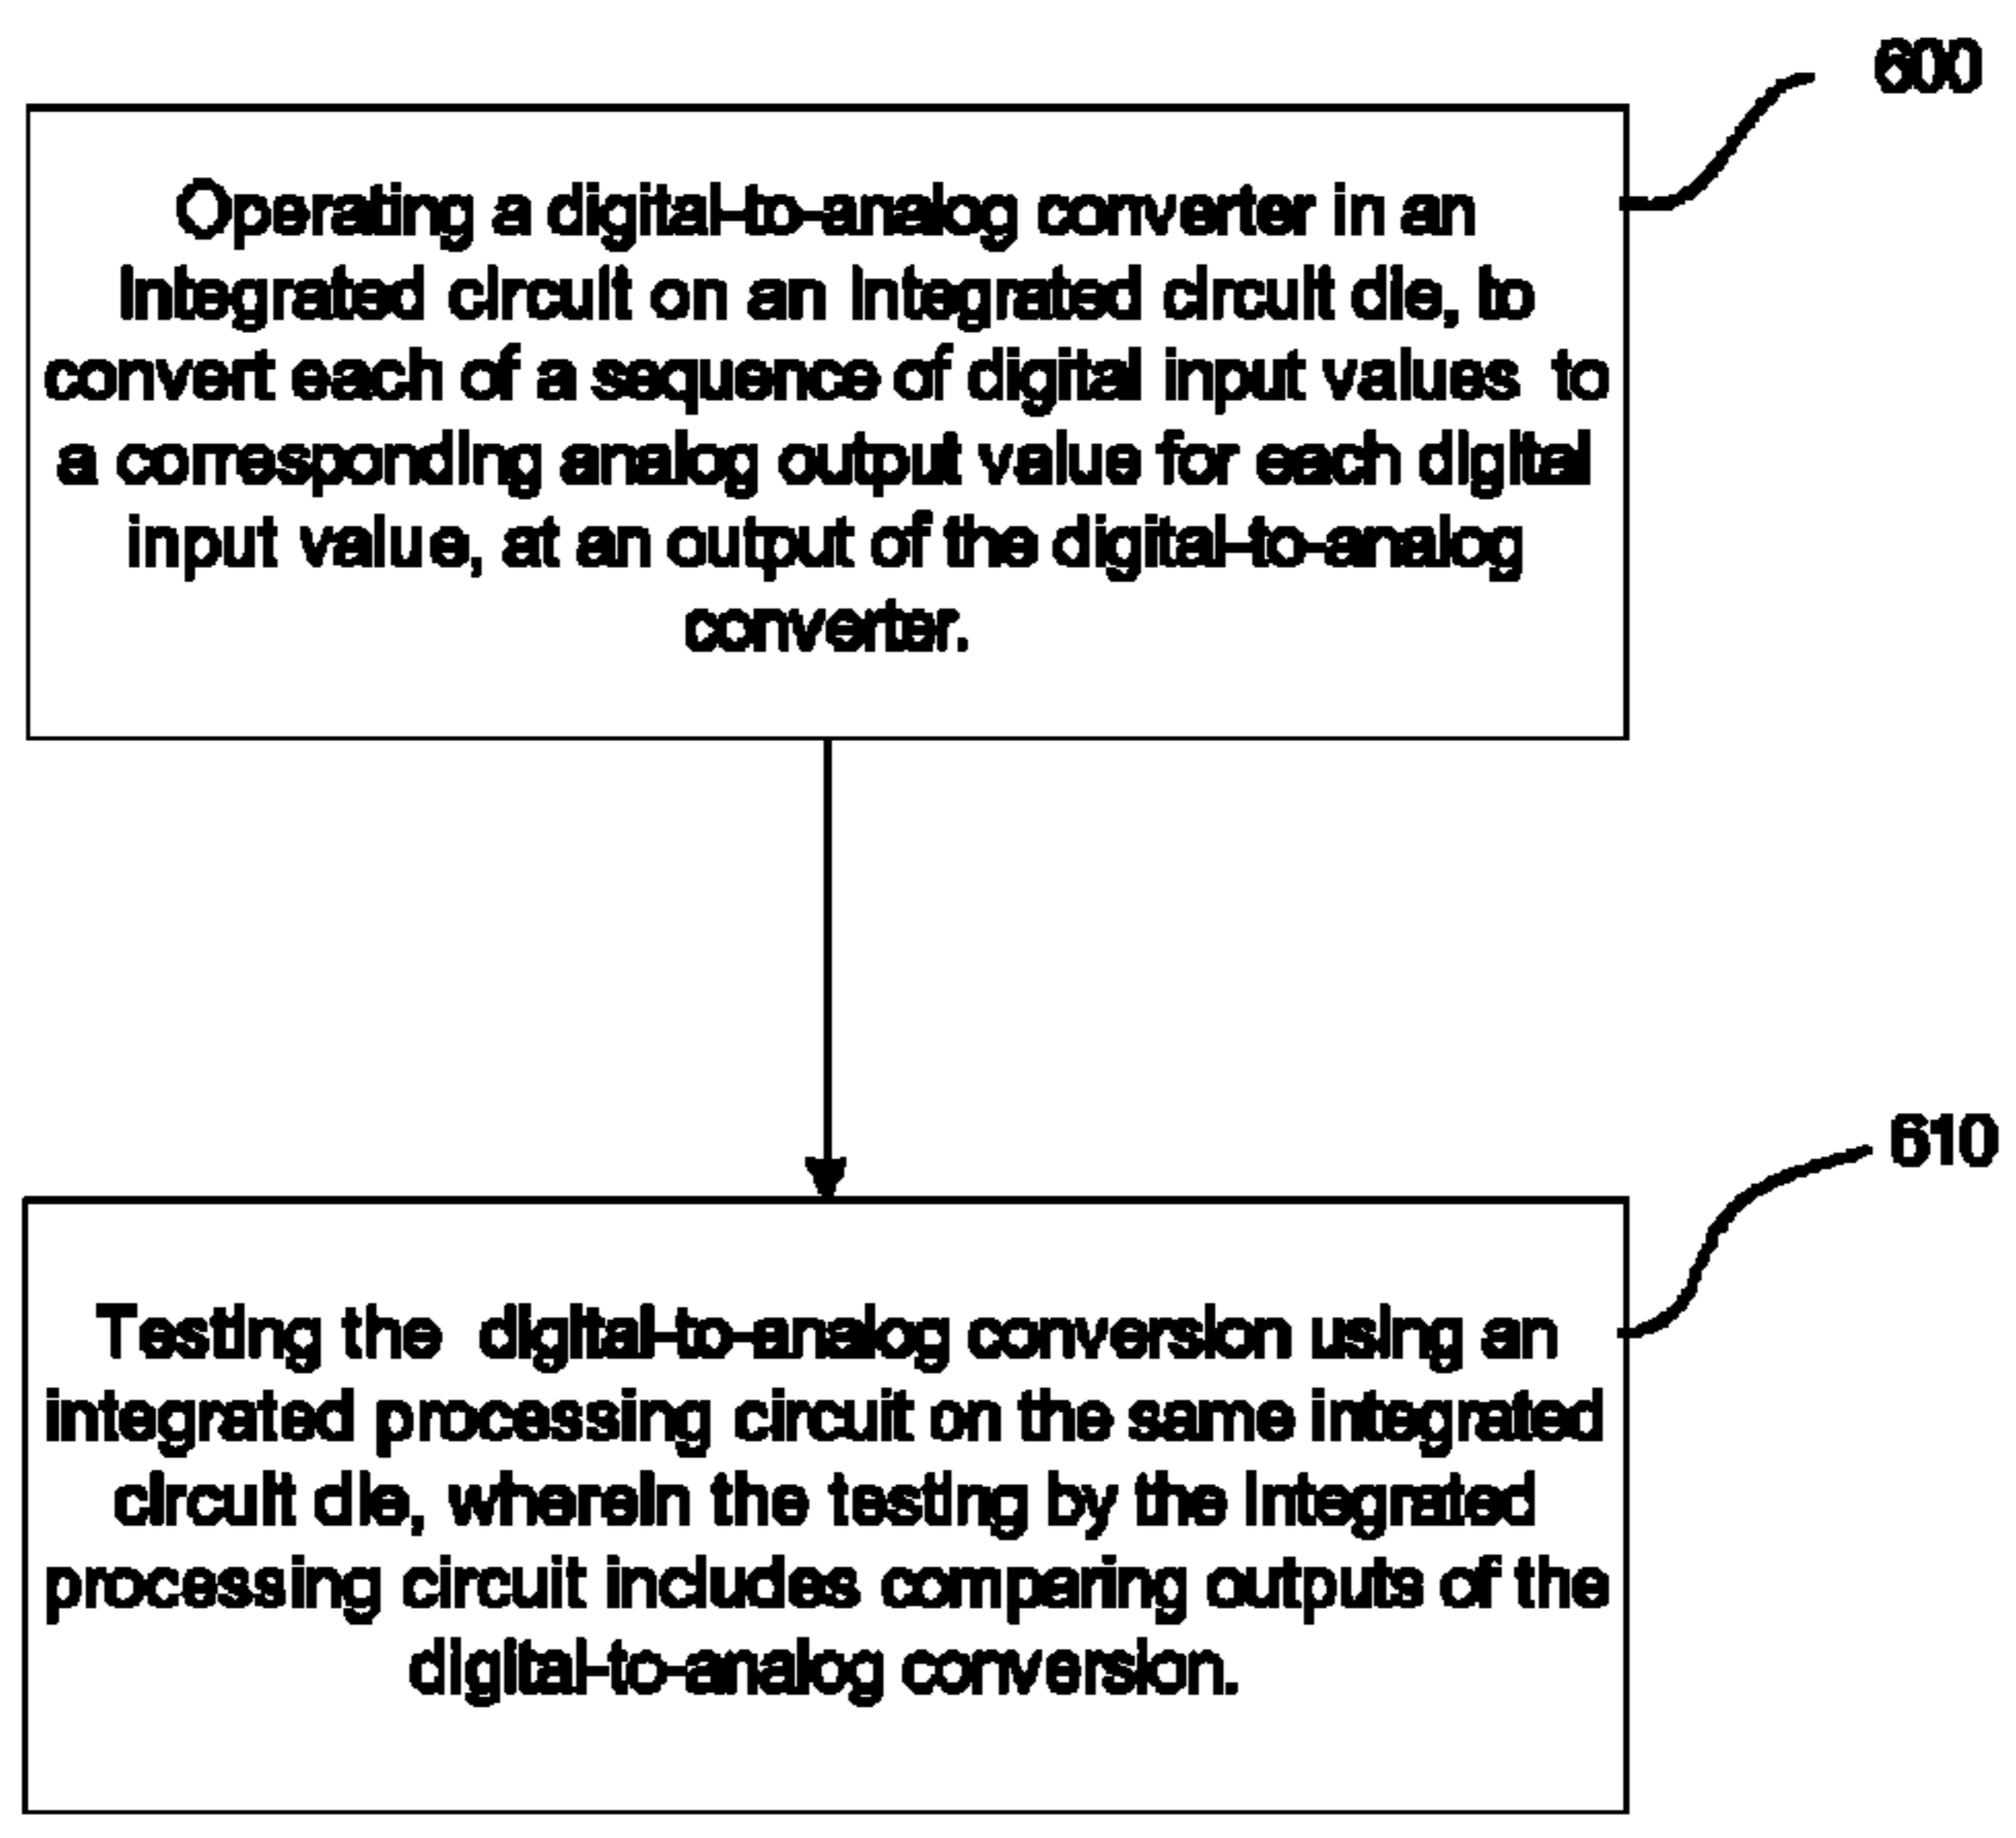 600
Operating a digital-to-analog converter in an
integrated circuit on an integrated circuit die, to
convert each of a sequence of digital input values to
a corresponding analog output value for each digital
input value, at an output of the digital-to-analog
converter.
610
Testing the digital-to-analog conversion using an
integrated processing circuit on the same integrated
circuit die, wherein the testing by the integrated
processing circuit includes comparing outputs of the
digital-to-analog conversion.